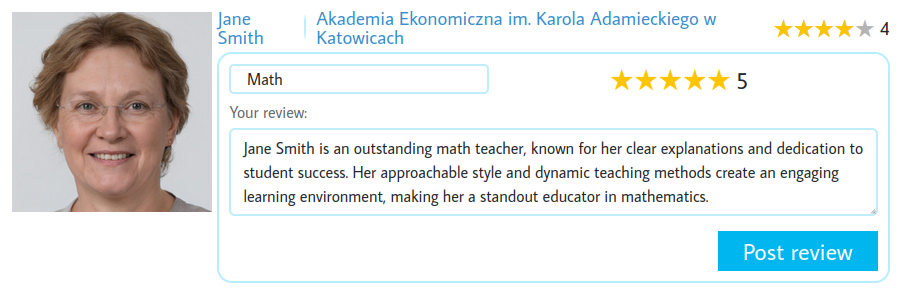 Jane Smith
Akademia Ekonomiczna im. Karola Adamieckiego w Katowicach
4
Math
5
Your review:
Jane Smith is an outstanding math teacher, known for her clear explanations and dedication to
student success. Her approachable style and dynamic teaching methods create an engaging
learning environment, making her a standout educator in mathematics.
Post review